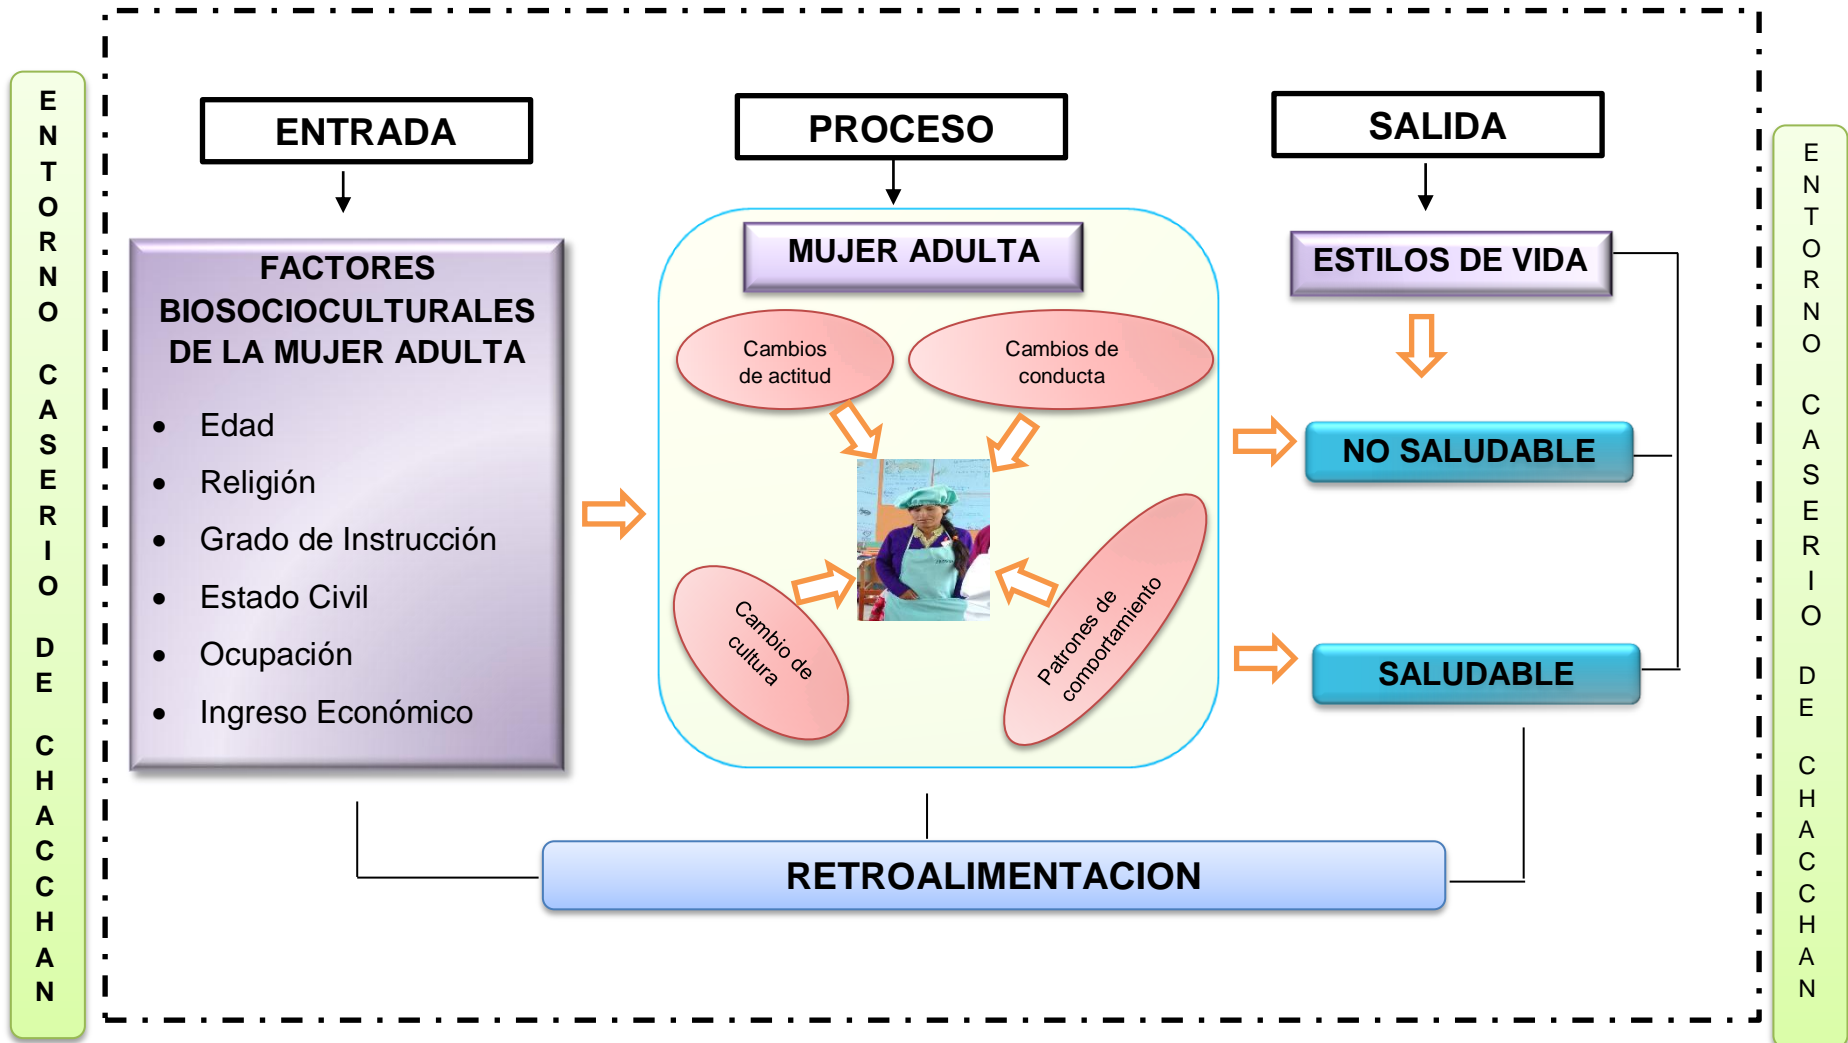 ENTORNO CASERIO DE CHACCHAN
ENTRADA
FACTORES
BIOSOCIOCULTURALES
DE LA MUJER ADULTA
• Edad
• Religión
• Grado de Instrucción
• Estado Civil
• Ocupación
• Ingreso Económico
PROCESO
MUJER ADULTA
Cambios
de actitud
Cambios de
conducta
Cambio de
cultura
Patrones de
comportamiento
SALIDA
ESTILOS DE VIDA
NO SALUDABLE
SALUDABLE
RETROALIMENTACION
ENTORNO CASERIO DE CHACCHAN